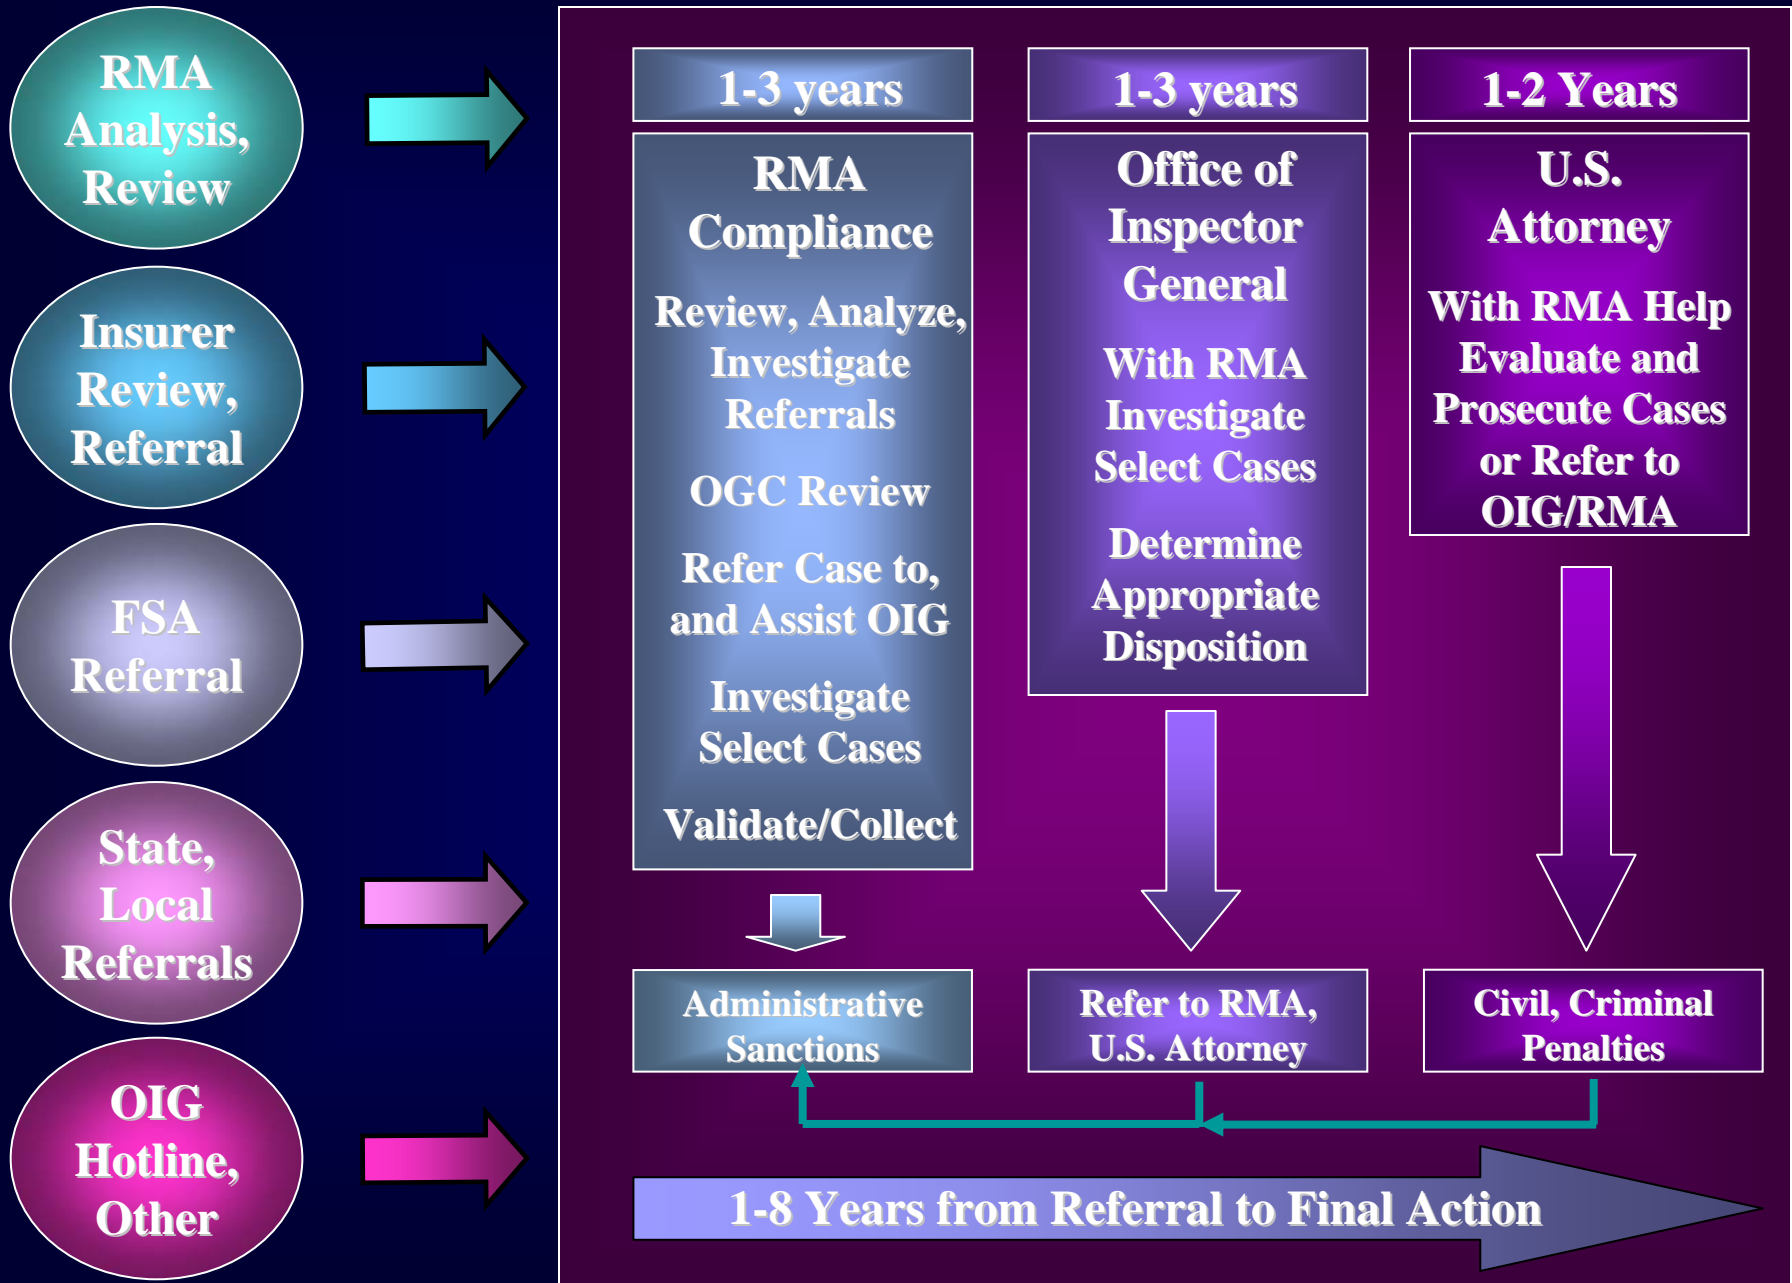 RMA
Analysis,
Review
Insurer
Review,
Referral
FSA
Referral
State,
Local
Referrals
OIG
Hotline,
Other
1-3 years
RMA
Compliance
Review, Analyze,
Investigate
Referrals
OGC Review
Refer Case to,
and Assist OIG
Investigate
Select Cases
Validate/Collect
Administrative
Sanctions
1-3 years
Office of
Inspector
General
With RMA
Investigate
Select Cases
Determine
Appropriate
Disposition
Refer to RMA,
U.S. Attorney
1-2 Years
U.S.
Attorney
With RMA Help
Evaluate and
Prosecute Cases
or Refer to
OIG/RMA
Civil, Criminal
Penalties
1-8 Years from Referral to Final Action